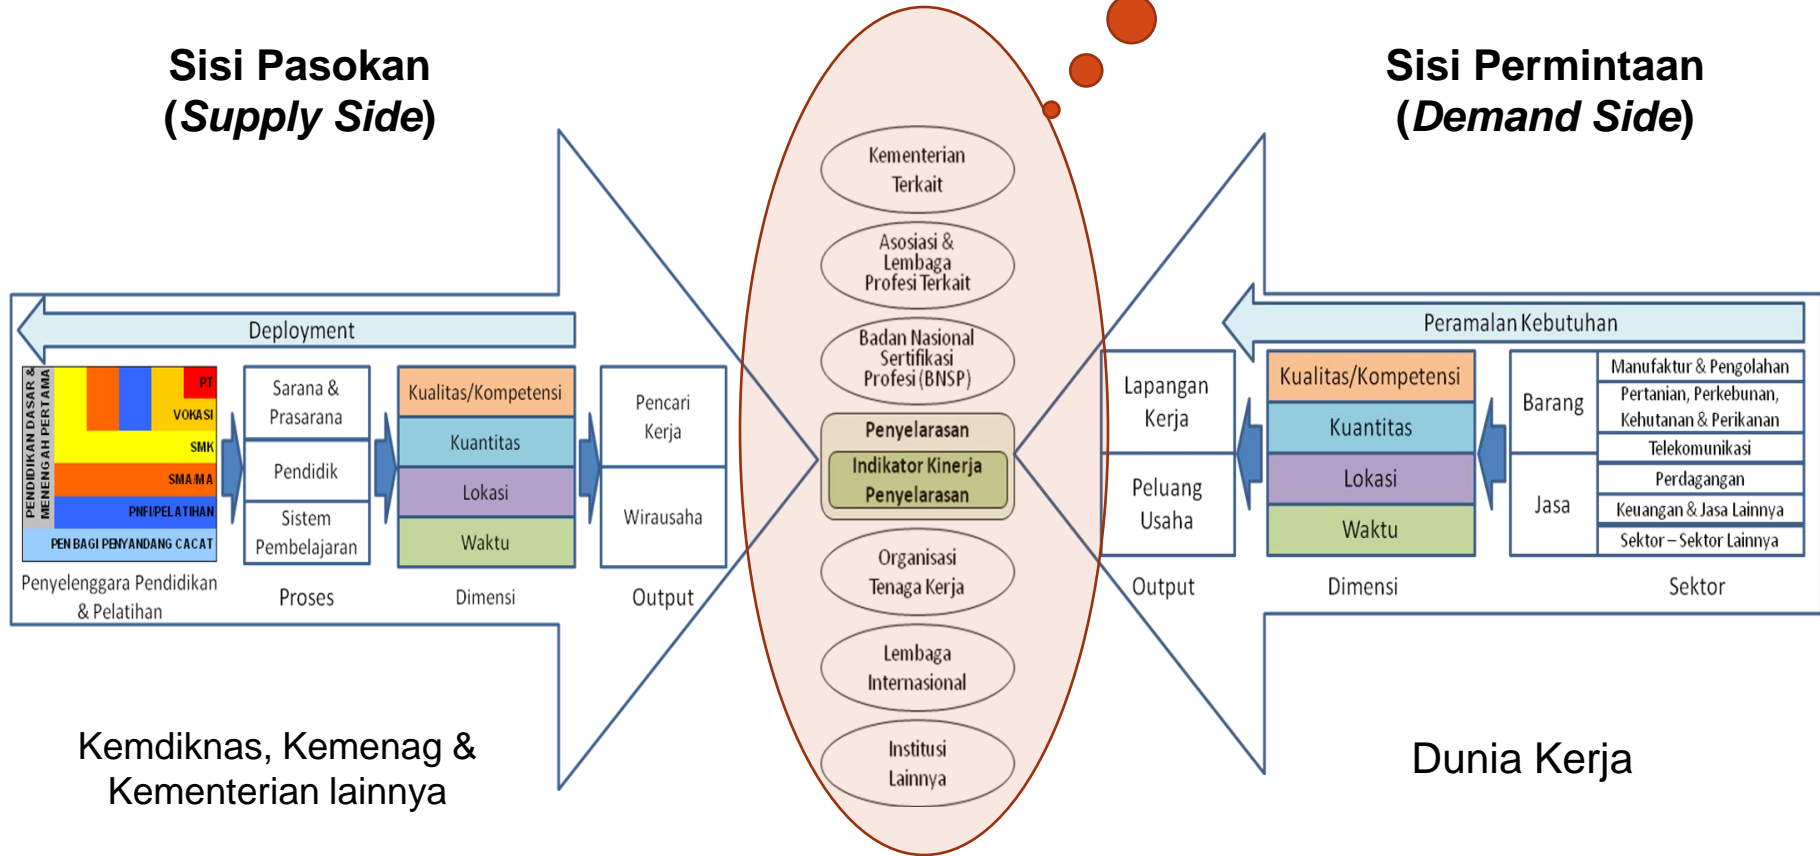 Sisi Pasokan
(Supply Side)
Deployment
PENDIDIKAN DASAR &
MENENGAH PERTAMA
PT
VOKASI
SMK
SMA/MA
PNFI/PELATIHAN
PEN BAGI PENYANDANG CACAT
Penyelenggara Pendidikan
& Pelatihan
Sarana &
Prasarana
Pendidik
Sistem
Pembelajaran
Proses
Kualitas/Kompetensi
Kuantitas
Lokasi
Waktu
Dimensi
Pencari
Kerja
Wirausaha
Output
Kemdiknas, Kemenag &
Kementerian lainnya
Kementerian
Terkait
Asosiasi &
Lembaga
Profesi Terkait
Badan Nasional
Sertifikasi
Profesi (BNSP)
Penyelarasan
Indikator Kinerja
Penyelarasan
Organisasi
Tenaga Kerja
Lembaga
Internasional
Institusi
Lainnya
Sisi Permintaan
(Demand Side)
Peramalan Kebutuhan
Lapangan
Kerja
Peluang
Usaha
Output
Kualitas/Kompetensi
Kuantitas
Lokasi
Waktu
Dimensi
Barang
Jasa
Manufaktur & Pengolahan
Pertanian, Perkebunan,
Kehutanan & Perikanan
Telekomunikasi
Perdagangan
Keuangan & Jasa Lainnya
Sektor – Sektor Lainnya
Sektor
Dunia Kerja